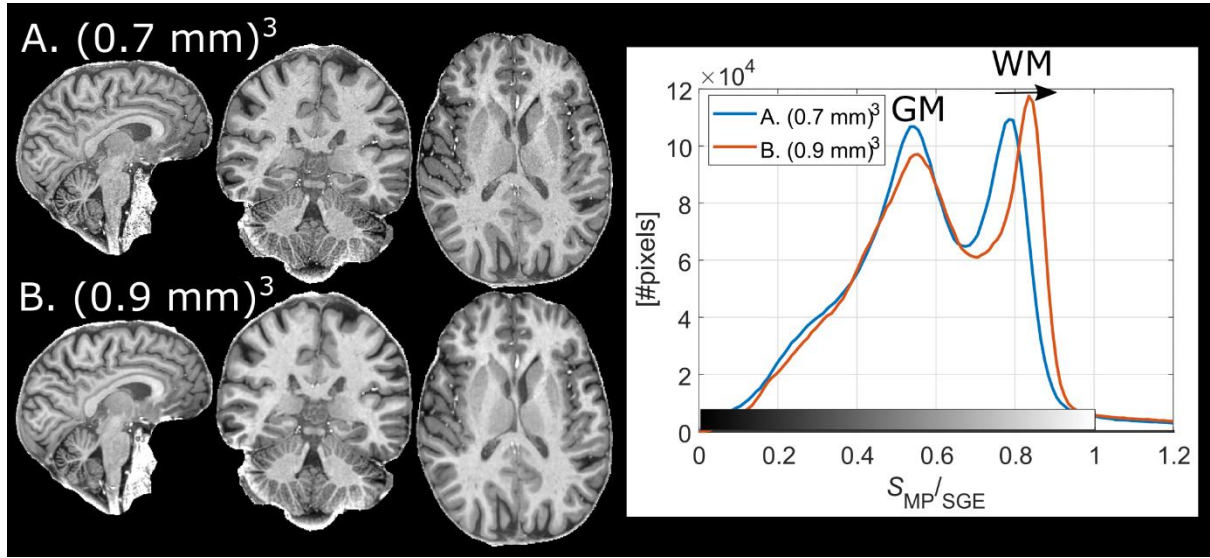 A. (0.7 mm)³
B. (0.9 mm)³
WM
×10⁴
GM
A. (0.7 mm)³
B. (0.9 mm)³
12
10
8
6
4
2
0
[#pixels]
0 0.2 0.4 0.6 0.8 1 1.2
S_MP/SGE